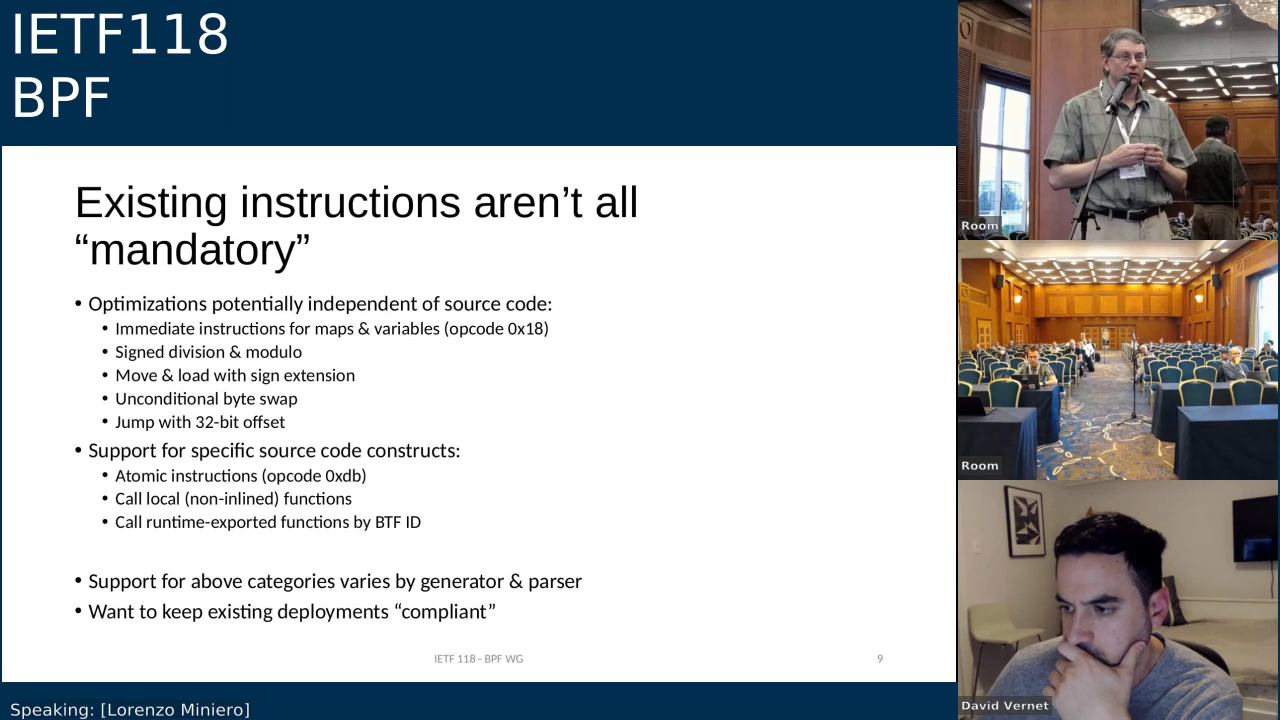 IETF118
BPF
Existing instructions aren’t all
“mandatory”
• Optimizations potentially independent of source code:
• Immediate instructions for maps & variables (opcode 0x18)
• Signed division & modulo
• Move & load with sign extension
• Unconditional byte swap
• Jump with 32-bit offset
• Support for specific source code constructs:
• Atomic instructions (opcode 0xdb)
• Call local (non-inlined) functions
• Call runtime-exported functions by BTF ID
• Support for above categories varies by generator & parser
• Want to keep existing deployments “compliant”
IETF 118 - BPF WG
9
Speaking: [Lorenzo Miniero]
Room
Room
David Vernet